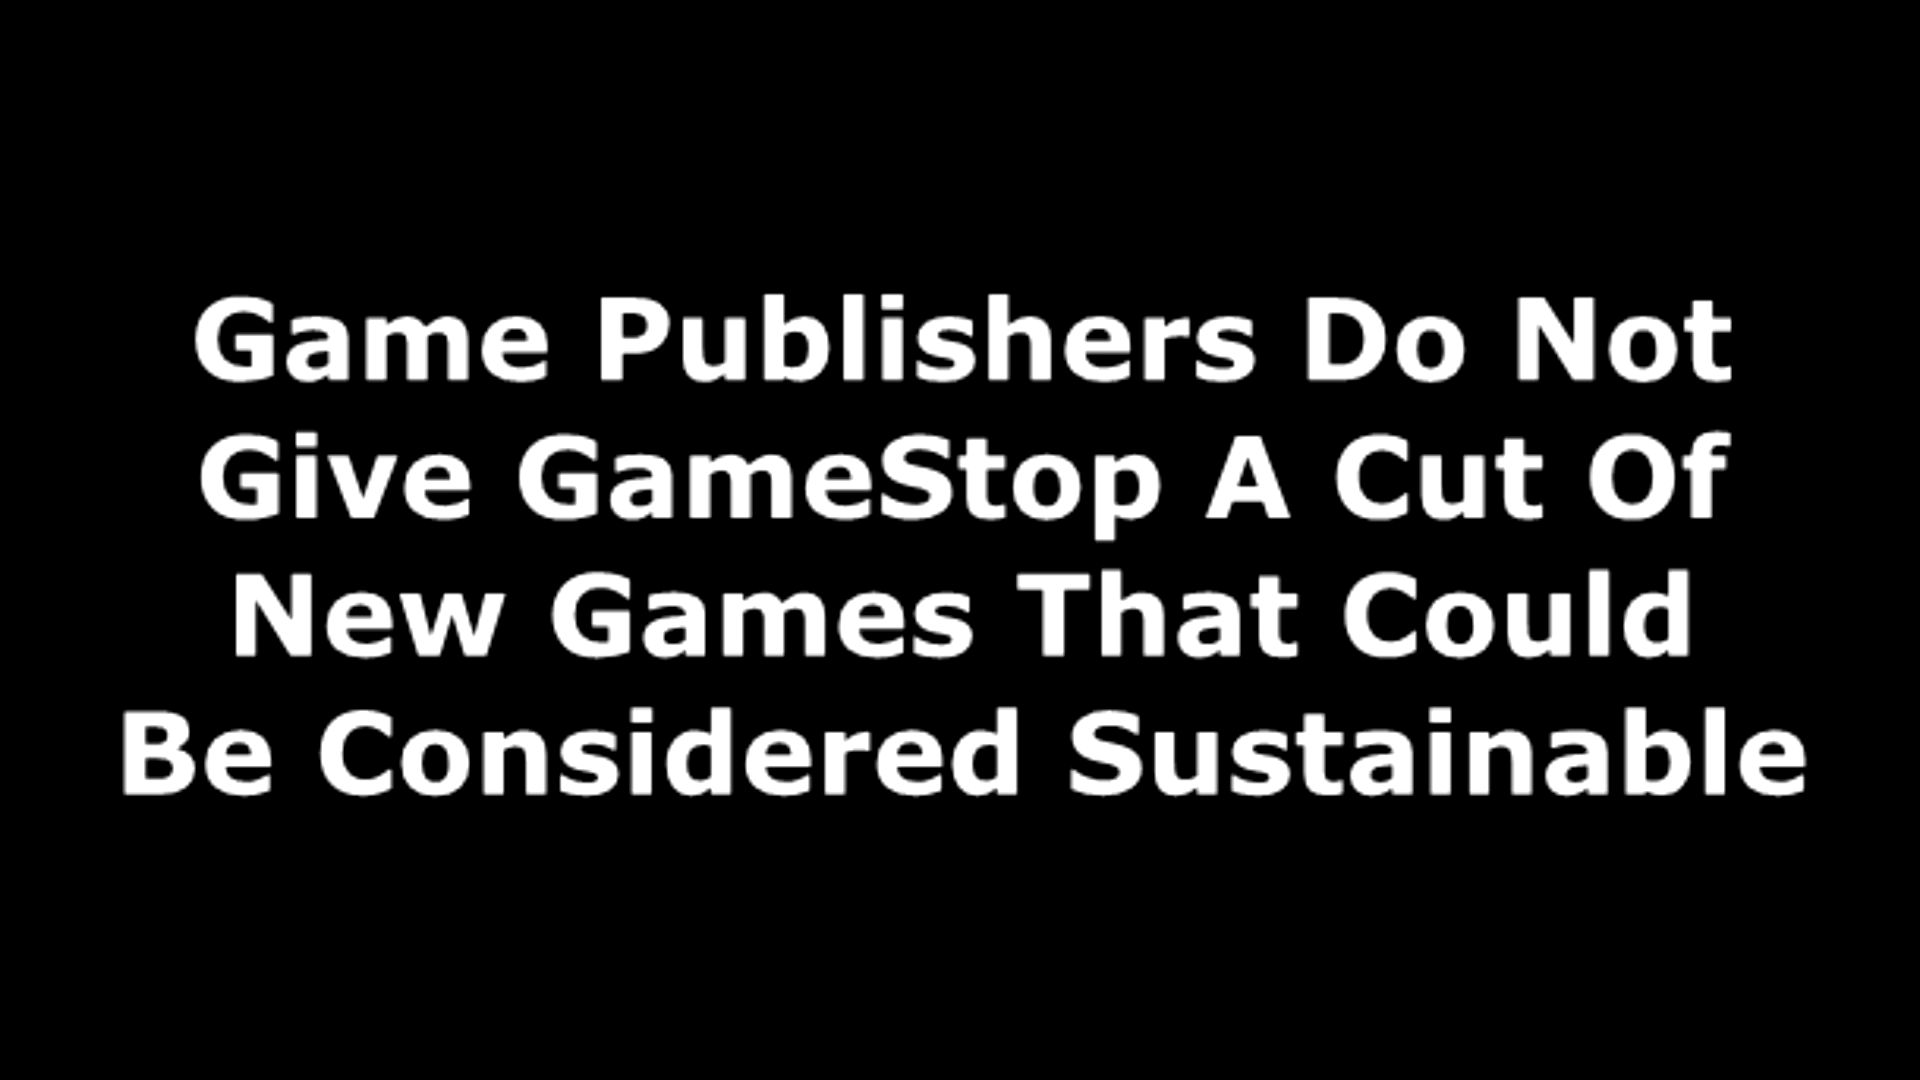 Game Publishers Do Not
Give GameStop A Cut Of
New Games That Could
Be Considered Sustainable